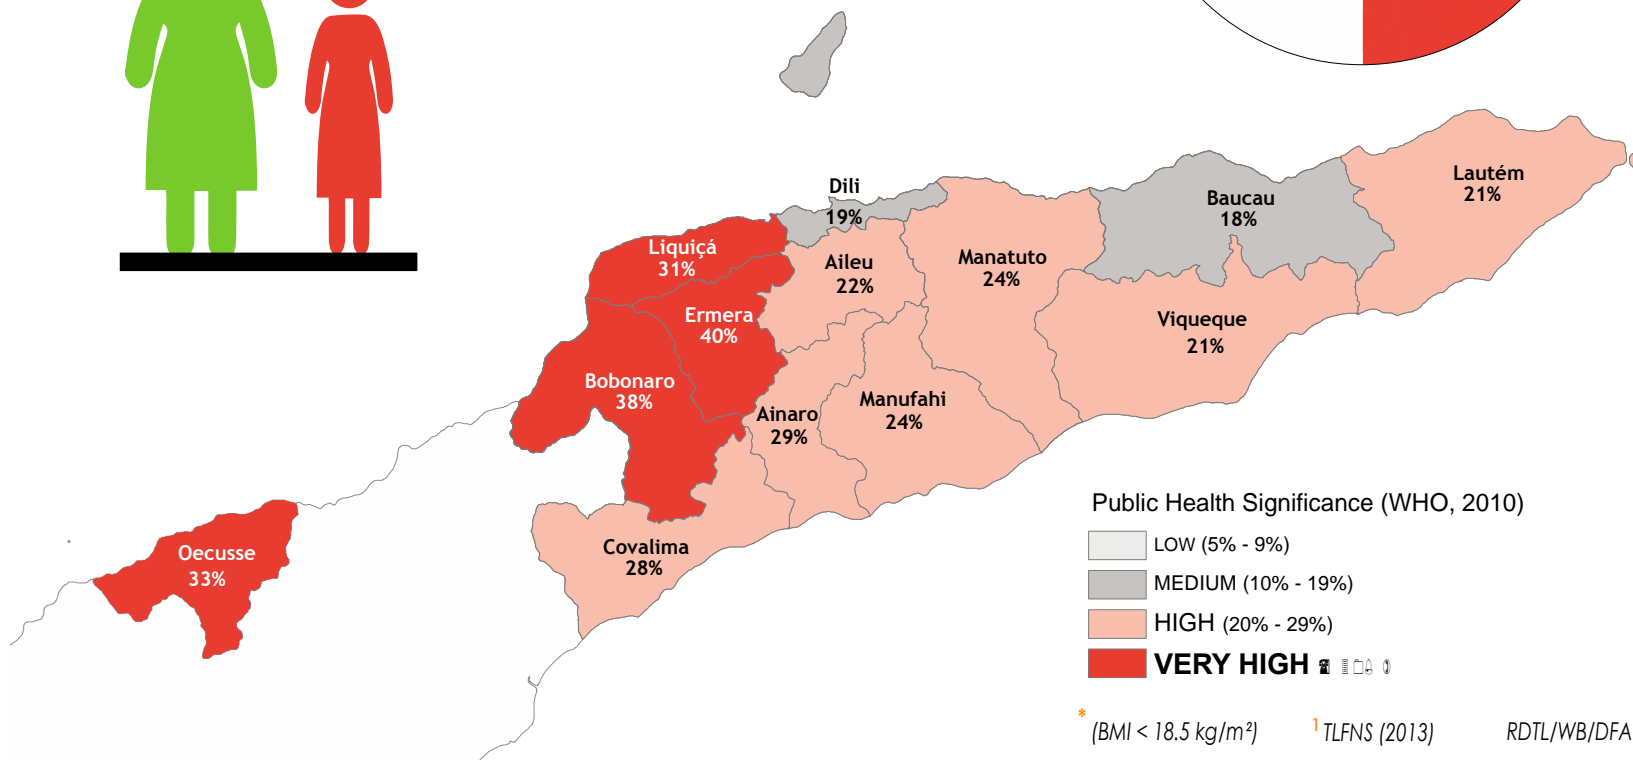 Dili
19%
Baucau
18%
Lautém
21%
Liquiçá
31%
Aileu
22%
Manatuto
24%
Ermera
40%
Viqueque
21%
Bobonaro
38%
Ainaro
29%
Manufahi
24%
Oecusse
33%
Covalima
28%
Public Health Significance (WHO, 2010)
LOW (5% - 9%)
MEDIUM (10% - 19%)
HIGH (20% - 29%)
VERY HIGH
* (BMI < 18.5 kg/m²) 1 TLFNS (2013) RDTL/WB/DFA